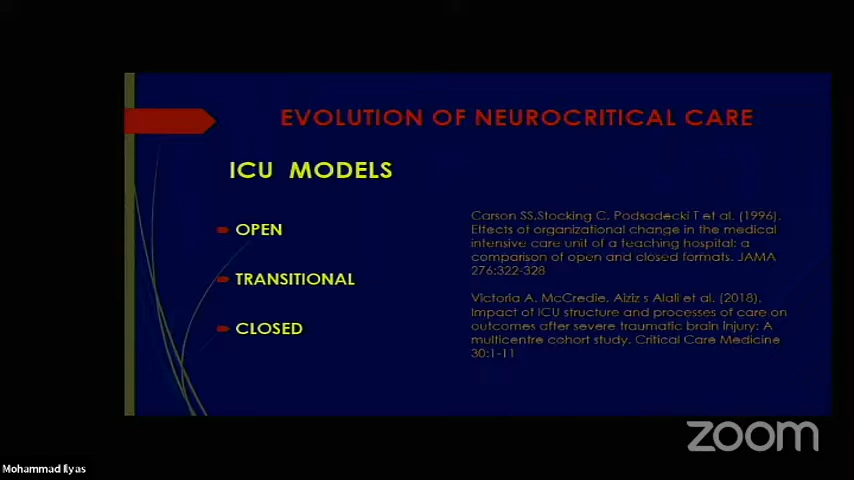 EVOLUTION OF NEUROCRITICAL CARE
ICU MODELS
OPEN
TRANSITIONAL
CLOSED
Carson SS,Stocking C, Podsadecki T et al. (1996).
Effects of organizational change in the medical
intensive care unit of a teaching hospital: a
comparison of open and closed formats. JAMA
276:322-328
Victoria A. McCredie, Aiziz s Alali et al. (2018).
Impact of ICU structure and processes of care on
outcomes after severe traumatic brain injury: A
multicentre cohort study. Critical Care Medicine
30:1-11
zoom
Mohammad Ilyas